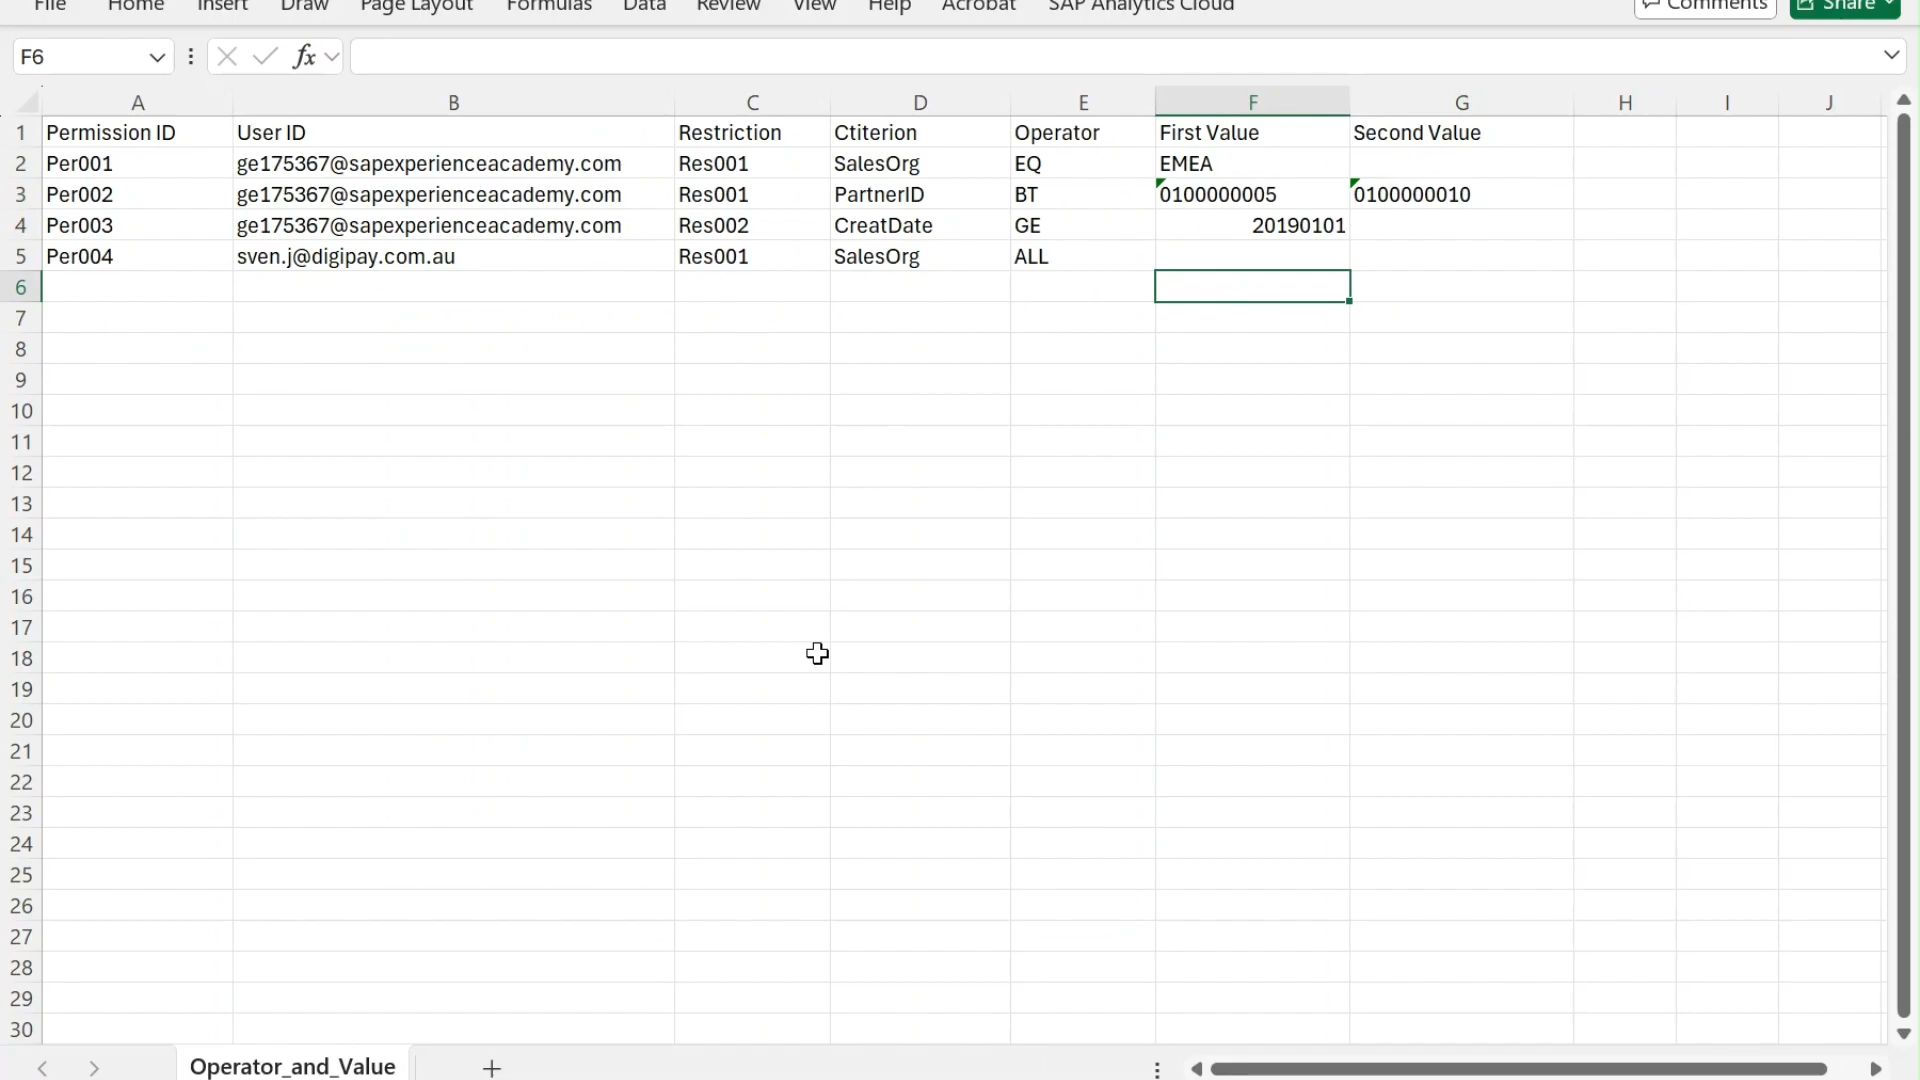 File Home Insert Draw Page Layout Formulas Data Review View Help Acrobat SAP Analytics Cloud Comments Share
F6 fx
A B C D E F G H I J
1 Permission ID User ID Restriction Ctiterion Operator First Value Second Value
2 Per001 ge175367@sapexperienceacademy.com Res001 SalesOrg EQ EMEA
3 Per002 ge175367@sapexperienceacademy.com Res001 PartnerID BT 0100000005 0100000010
4 Per003 ge175367@sapexperienceacademy.com Res002 CreatDate GE 20190101
5 Per004 sven.j@digipay.com.au Res001 SalesOrg ALL
6
7
8
9
10
11
12
13
14
15
16
17
18
19
20
21
22
23
24
25
26
27
28
29
30
Operator_and_Value